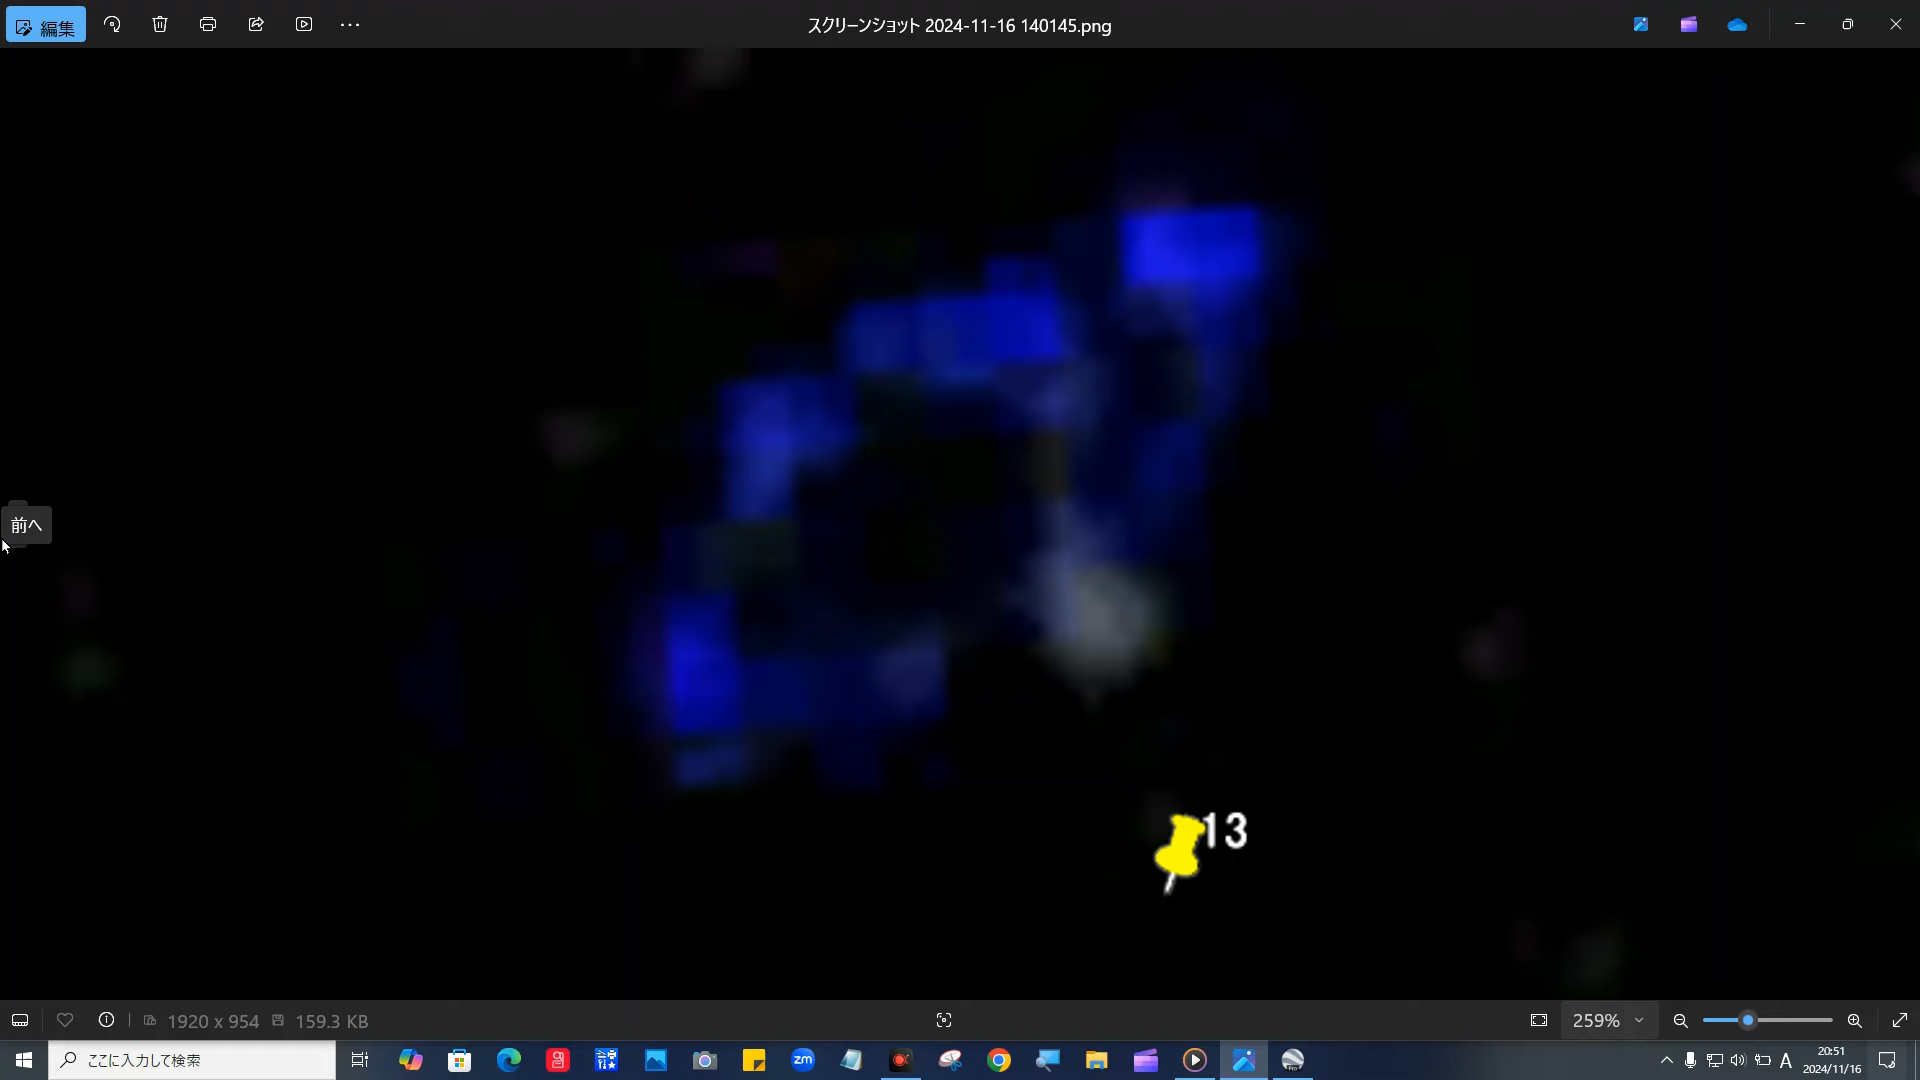 編集
スクリーンショット 2024-11-16 140145.png
前へ
13
1920 x 954
159.3 KB
259%
ここに入力して検索
zm
A
20:51
2024/11/16